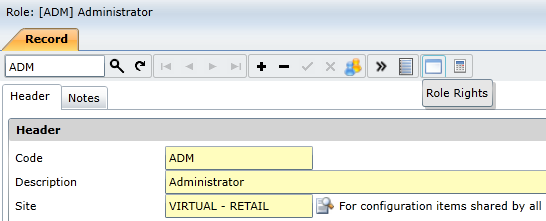 Role: [ADM] Administrator
Record
ADM
Role Rights
Header
Notes
Header
Code
ADM
Description
Administrator
Site
VIRTUAL - RETAIL
For configuration items shared by all